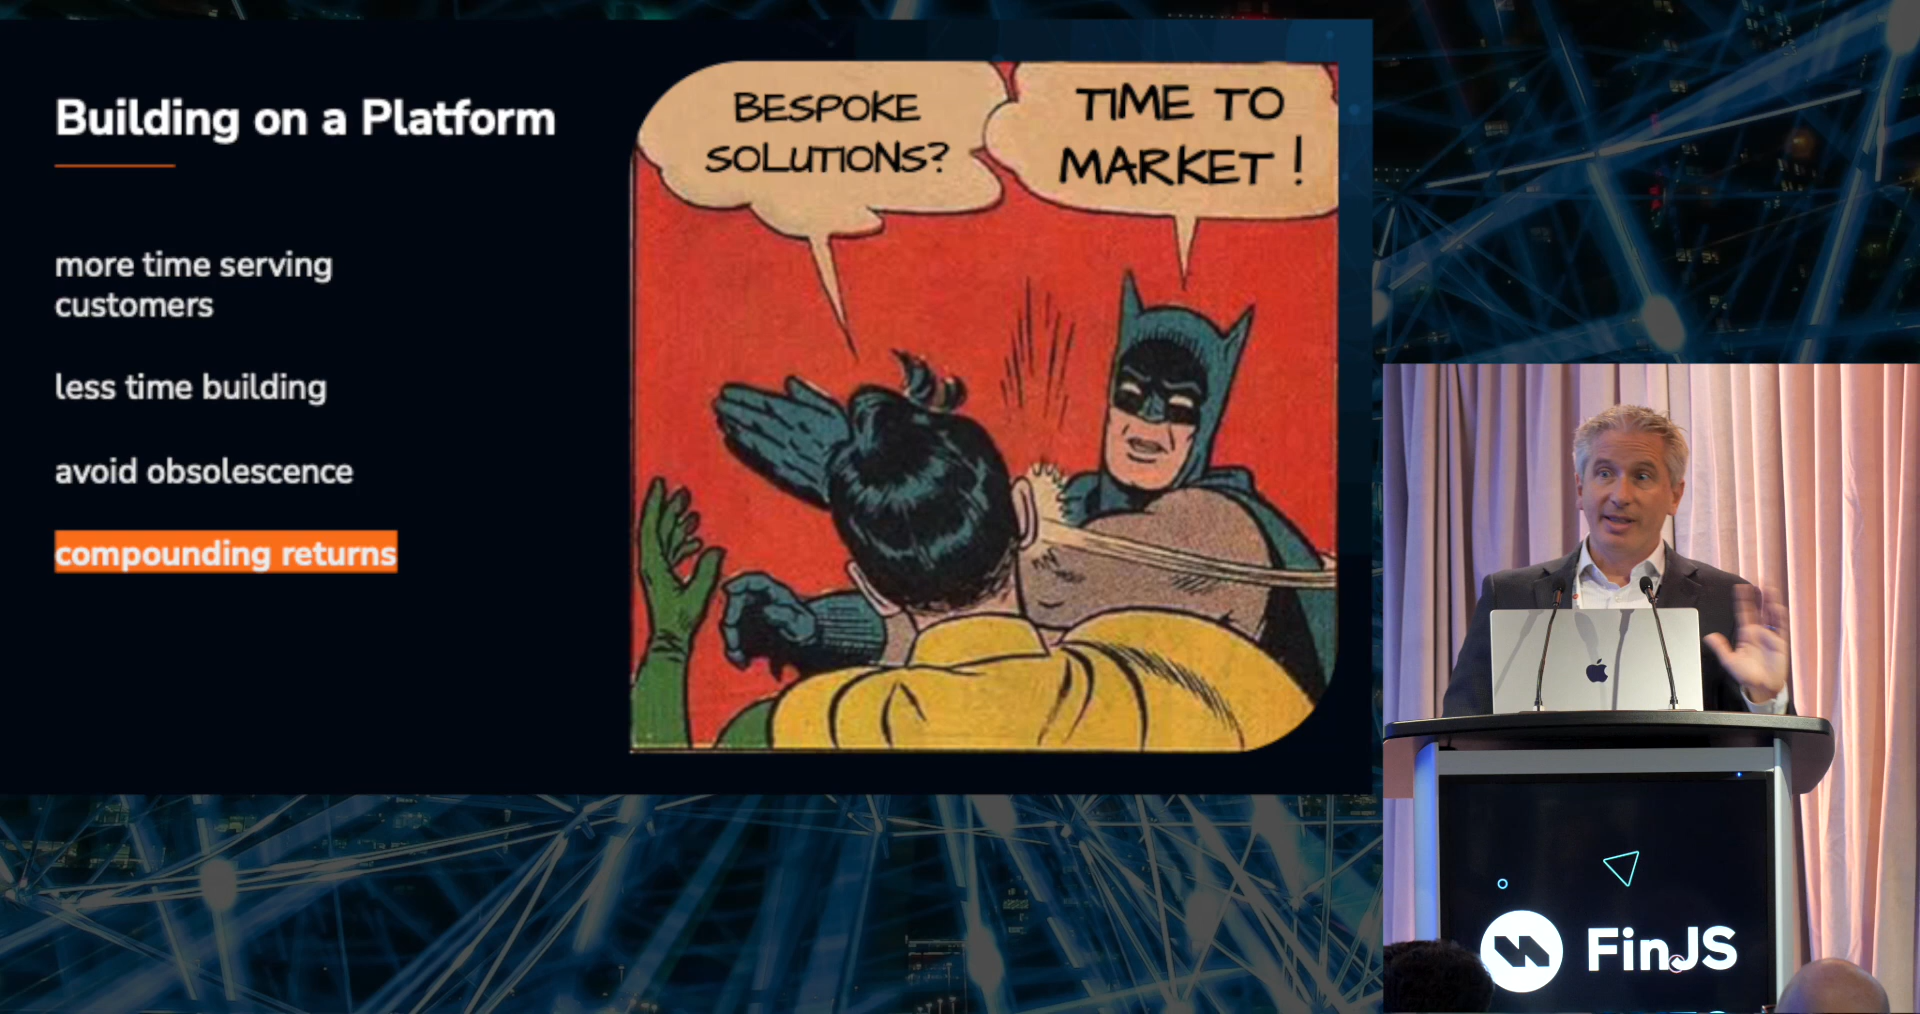 Building on a Platform
more time serving
customers
less time building
avoid obsolescence
compounding returns
BESPOKE
SOLUTIONS?
TIME TO
MARKET !
FinJS